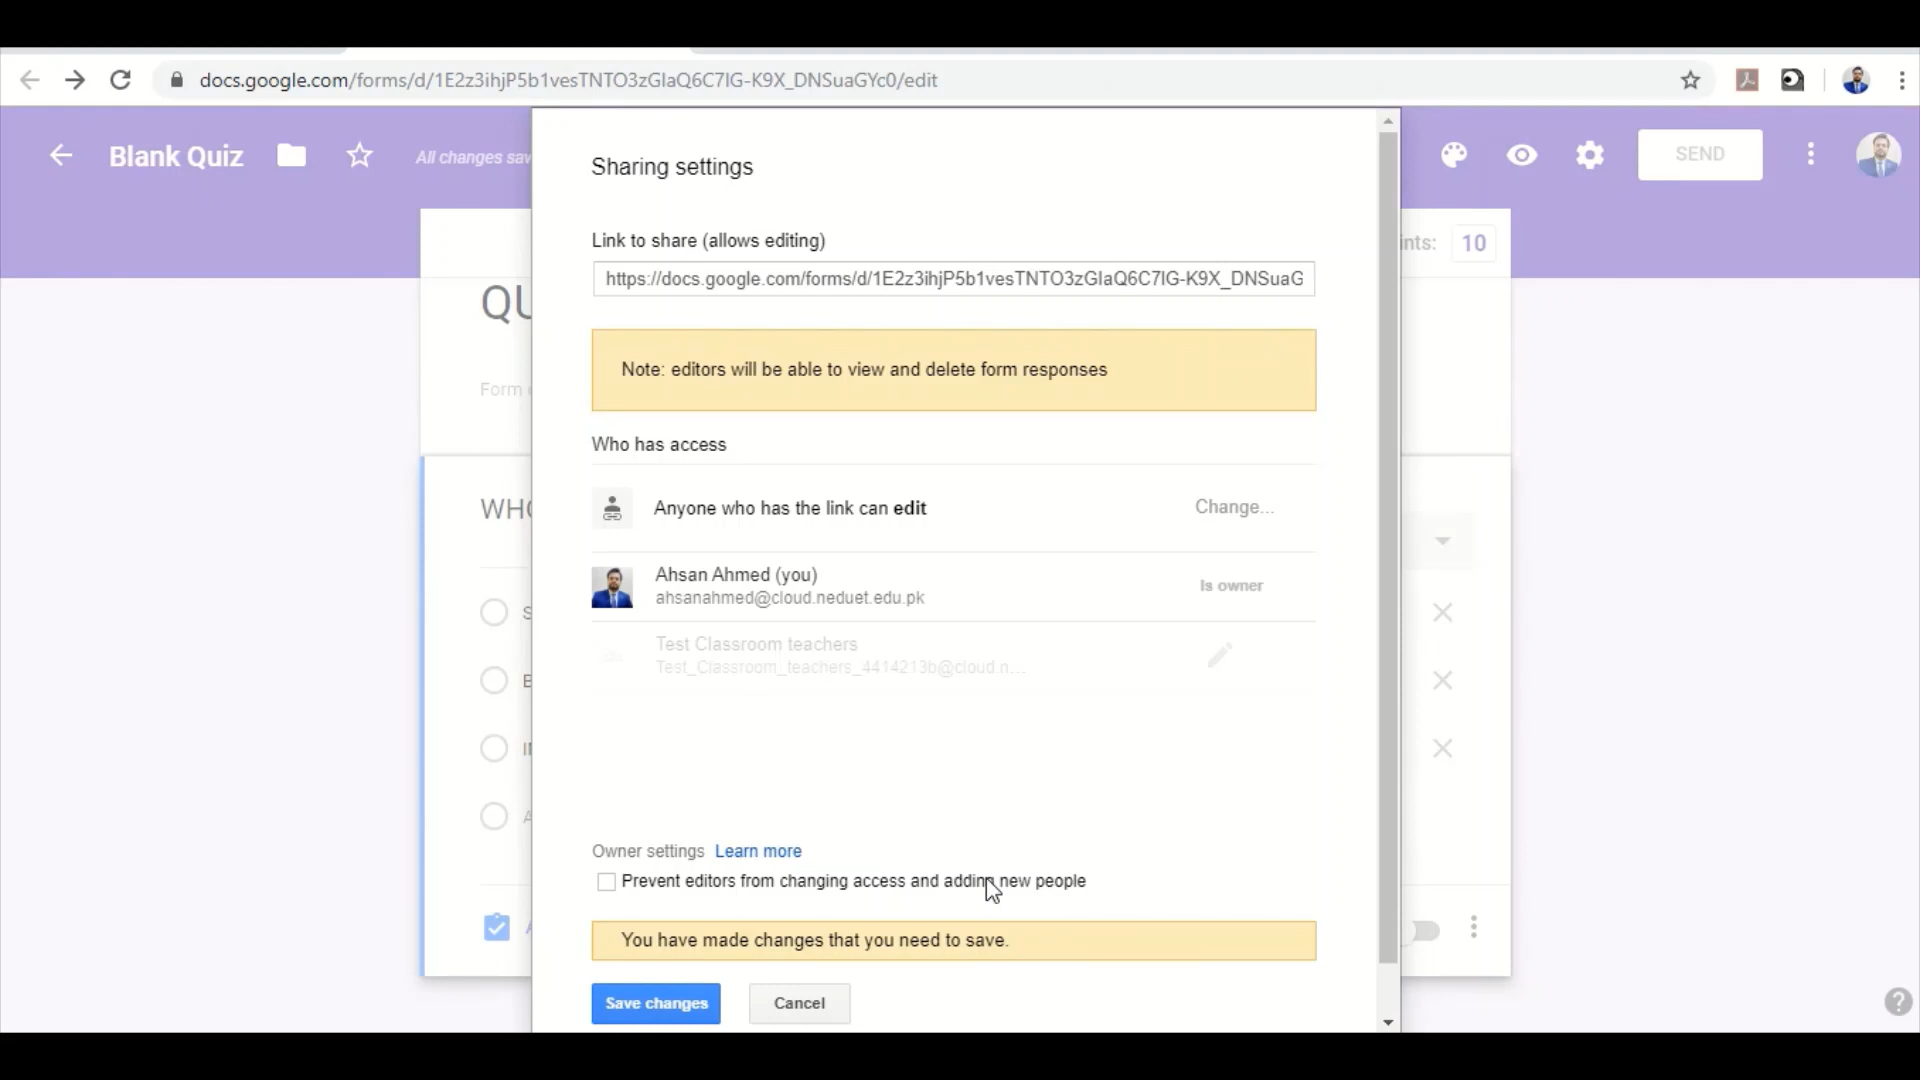 docs.google.com/forms/d/1E2z3ihjP5b1vesTNTO3zGlaQ6C7IG-K9X_DNSuaGYc0/edit
Blank Quiz
All changes sav
SEND
Sharing settings
Link to share (allows editing)
https://docs.google.com/forms/d/1E2z3ihjP5b1vesTNTO3zGlaQ6C7IG-K9X_DNSuaG
ints: 10
QU
Form
Note: editors will be able to view and delete form responses
Who has access
WHO
Anyone who has the link can edit
Change...
Ahsan Ahmed (you)
ahsanahmed@cloud.neduet.edu.pk
Is owner
Test Classroom teachers
Test_Classroom_teachers_4414213b@cloud.n...
S
B
A
Owner settings Learn more
Prevent editors from changing access and adding new people
You have made changes that you need to save.
Save changes
Cancel